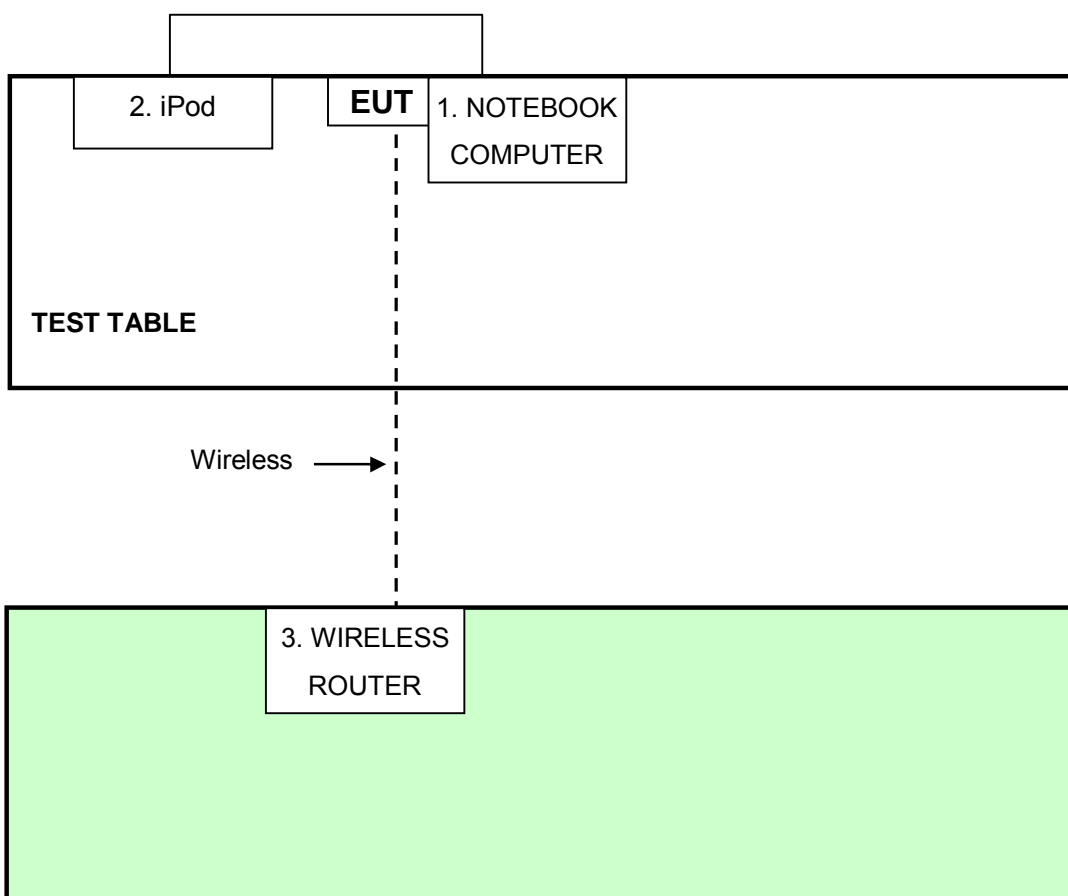 2. iPod
EUT
1. NOTEBOOK
COMPUTER
TEST TABLE
Wireless
3. WIRELESS
ROUTER